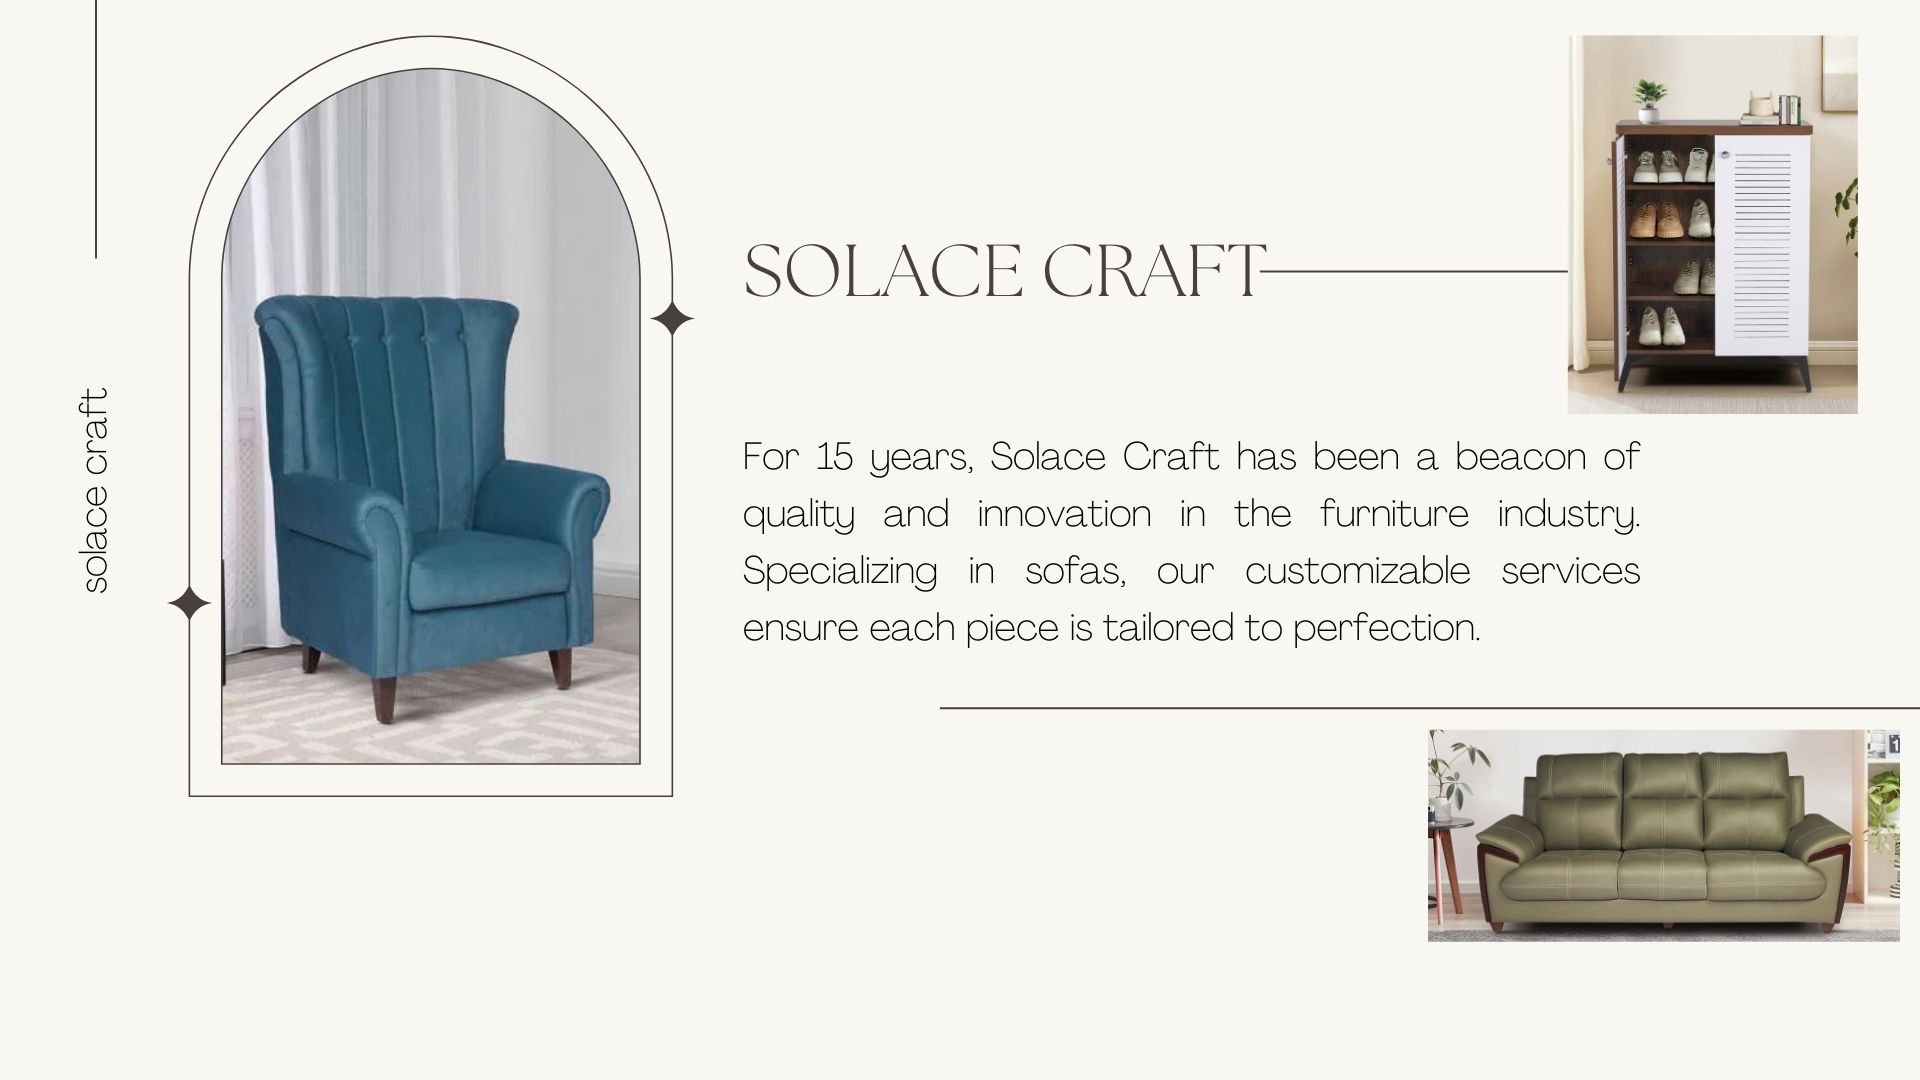 solace craft
SOLACE CRAFT
For 15 years, Solace Craft has been a beacon of
quality and innovation in the furniture industry.
Specializing in sofas, our customizable services
ensure each piece is tailored to perfection.